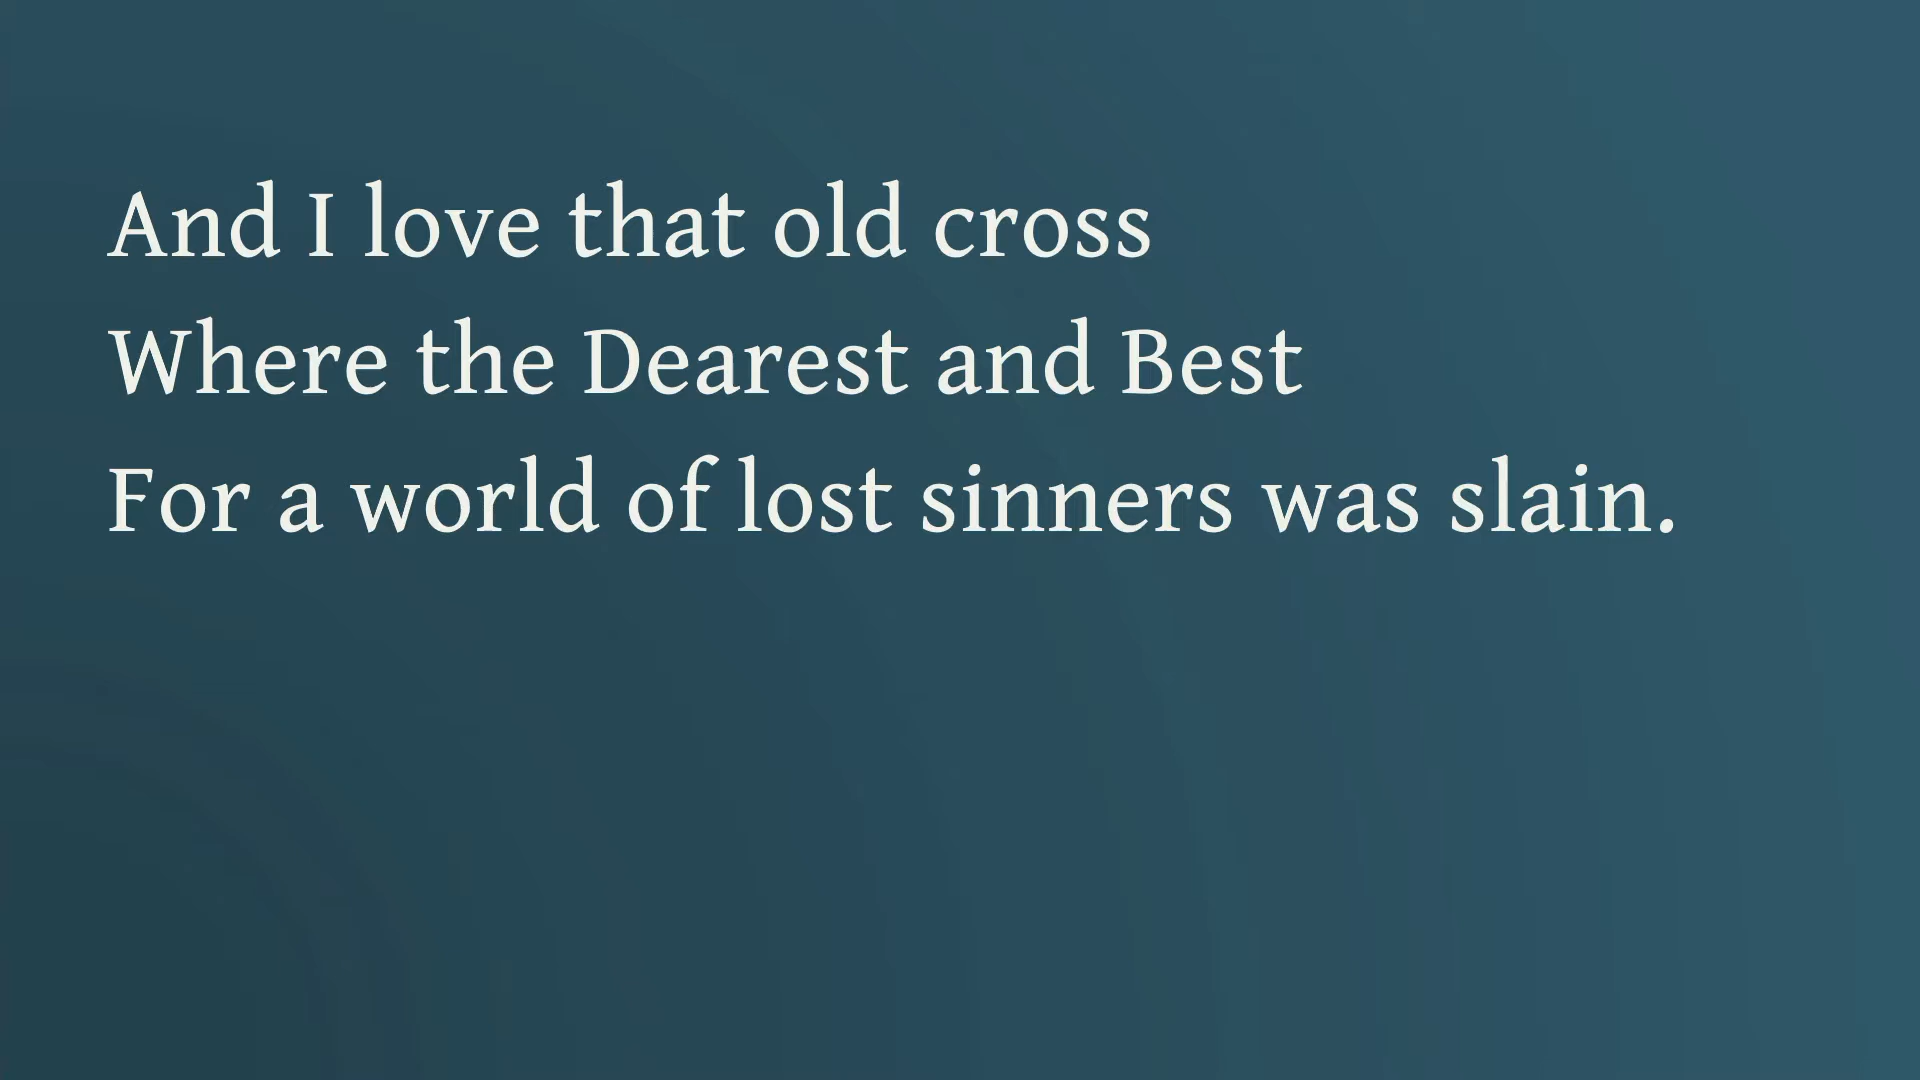 And I love that old cross
Where the Dearest and Best
For a world of lost sinners was slain.